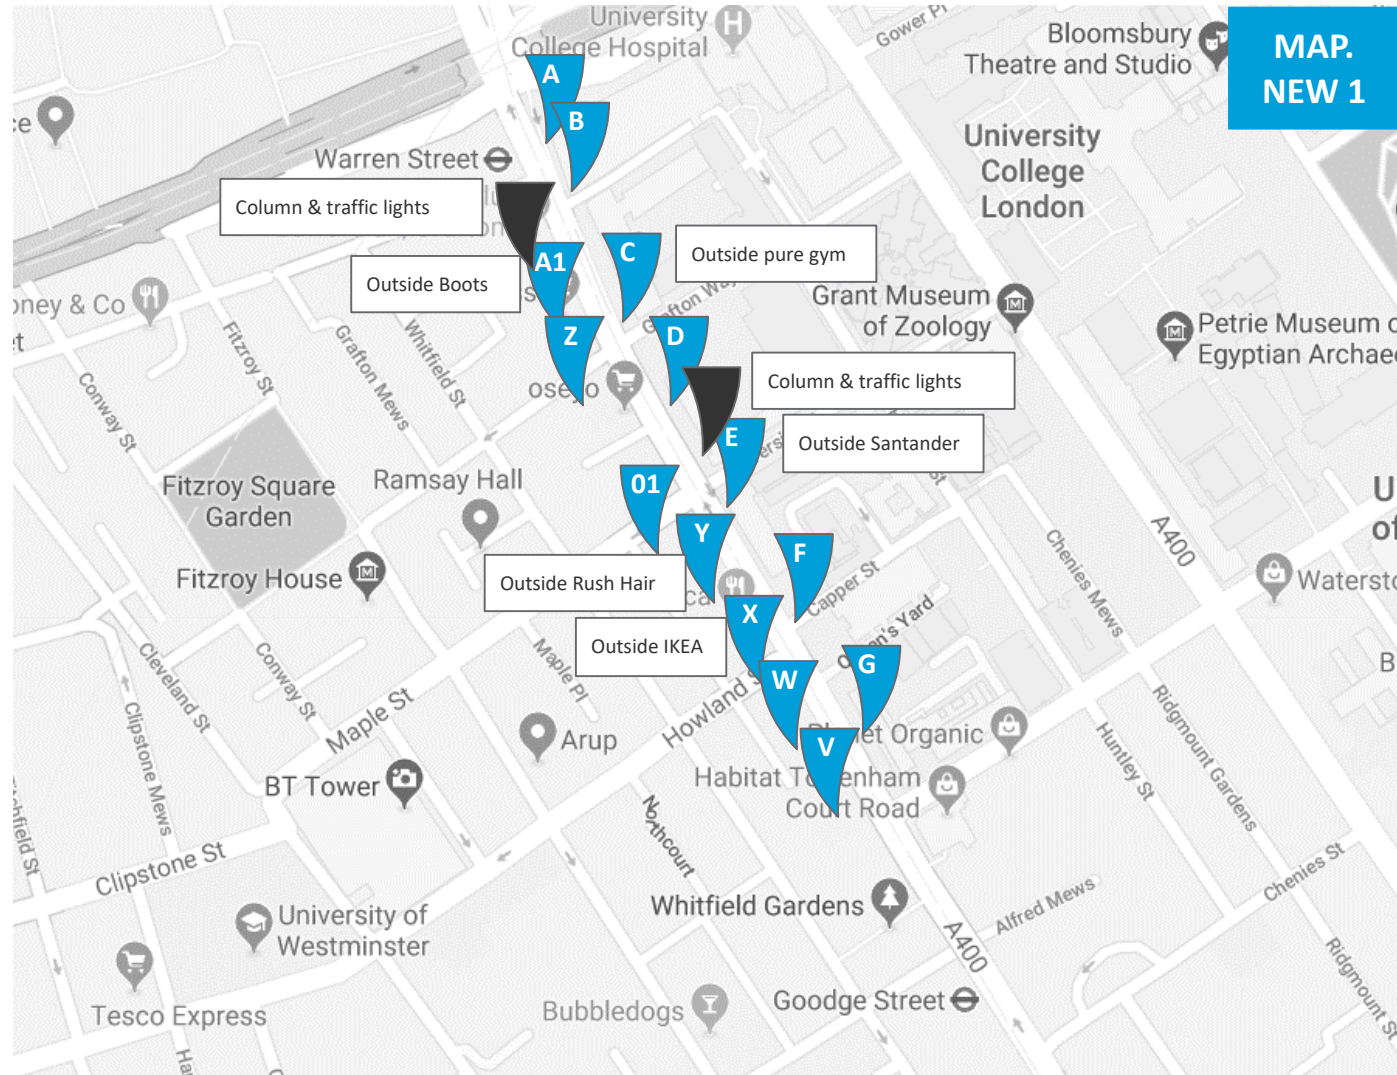 University
College Hospital
Gower Pl
Bloomsbury
Theatre and Studio
MAP.
NEW 1
A
B
Warren Street
University
College
London
Column & traffic lights
A1
C
Outside pure gym
Outside Boots
Grafton Way
Grant Museum
of Zoology
oney & Co
Petrie Museum
Egyptian Archae
Fitzroy St
Grafton Mews
Whitfield St
Conway St
Z
D
Column & traffic lights
E
Outside Santander
Fitzroy Square
Garden
Ramsay Hall
01
Y
F
A400
Chenies Mews
Fitzroy House
Outside Rush Hair
Capper St
Waterst
X
Outside IKEA
W
G
Cleveland St
Conway St
Maple Pl
Howland
Clipstone Mews
Maple St
Arup
V
Organic
Ridgmount Gardens
Huntley St
BT Tower
Habitat
Court Road
Northcourt
Clipstone St
Chenies St
Whitfield Gardens
Alfred Mews
University of
Westminster
A400
Ridgmount St
Tesco Express
Bubbledogs
Goodge Street